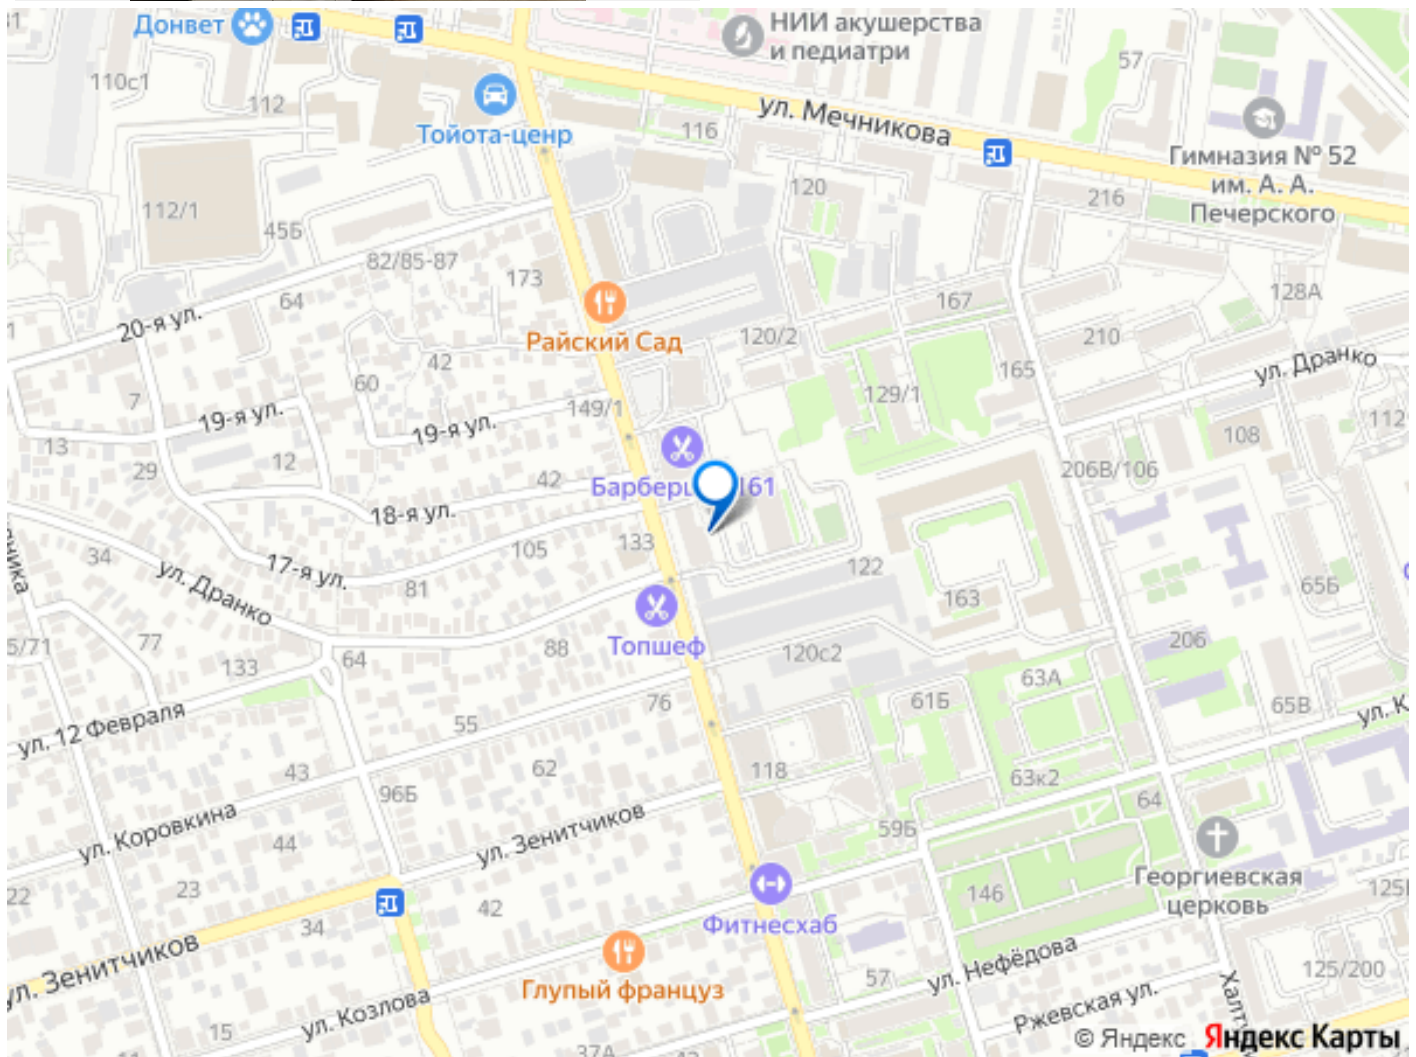 Донвет
НИИ акушерства
и педиатри
31
57
110с1
112
Тойота-ценр
116
ул. Мечникова
Гимназия № 52
им. А. А.
Печерского
120
216
112/1
45Б
82/85-87
173
64
128А
167
20-я ул.
Райский Сад
120/2
210
ул. Дранко
42
60
165
7
129/1
149/1
19-я ул.
19-я ул.
112
108
13
12
29
206В/106
42
Барберш
161
18-я ул.
34
105
133
17-я ул.
122
ул. Дранко
81
65Б
163
77
Топшеф
88
206
5/71
133
64
120с2
63А
76
61Б
65В
ул. 12 Февраля
55
ул. К
43
62
118
63к2
96Б
64
ул. Коровкина
ул. Зенитчиков
59Б
44
Георгиевская
церковь
22
23
146
125
42
Фитнесхаб
34
ул. Зенитчиков
ул. Нефёдова
57
125/200
Глупый француз
ул. Козлова
Ржевская ул.
15
Халту
37А
© Яндекс
Яндекс Карты